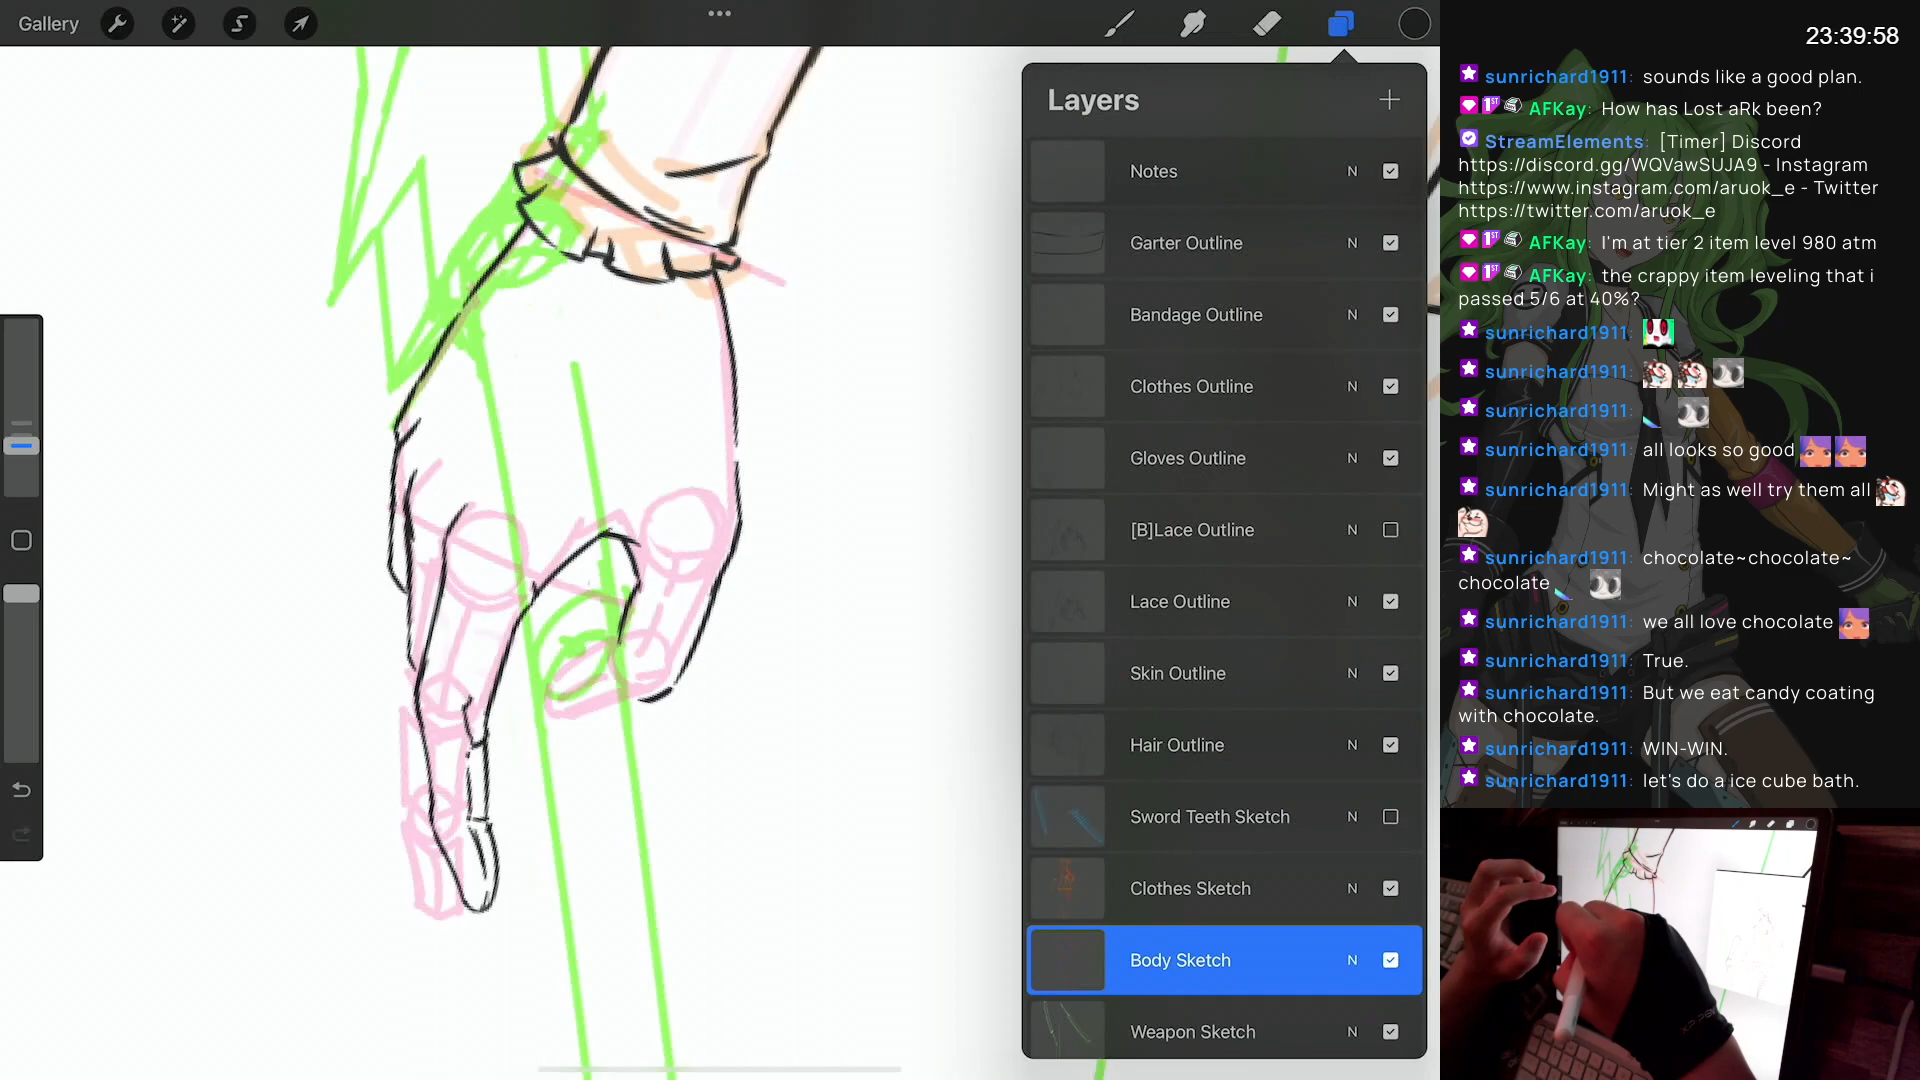 Gallery
Layers
Notes N
Garter Outline N
Bandage Outline N
Clothes Outline N
Gloves Outline N
[B]Lace Outline N
Lace Outline N
Skin Outline N
Hair Outline N
Sword Teeth Sketch N
Clothes Sketch N
Body Sketch N
Weapon Sketch N
23:39:58
sunrichard1911: sounds like a good plan.
1ST AFKay: How has Lost aRk been?
StreamElements: [Timer] Discord
https://discord.gg/WQVawSUJA9 - Instagram
https://www.instagram.com/aruok_e - Twitter
https://twitter.com/aruok_e
1ST AFKay: I'm at tier 2 item level 980 atm
1ST AFKay: the crappy item leveling that i
passed 5/6 at 40%?
sunrichard1911:
sunrichard1911:
sunrichard1911:
sunrichard1911: all looks so good
sunrichard1911: Might as well try them all
sunrichard1911: chocolate~chocolate~
chocolate
sunrichard1911: we all love chocolate
sunrichard1911: True.
sunrichard1911: But we eat candy coating
with chocolate.
sunrichard1911: WIN-WIN.
sunrichard1911: let's do a ice cube bath.